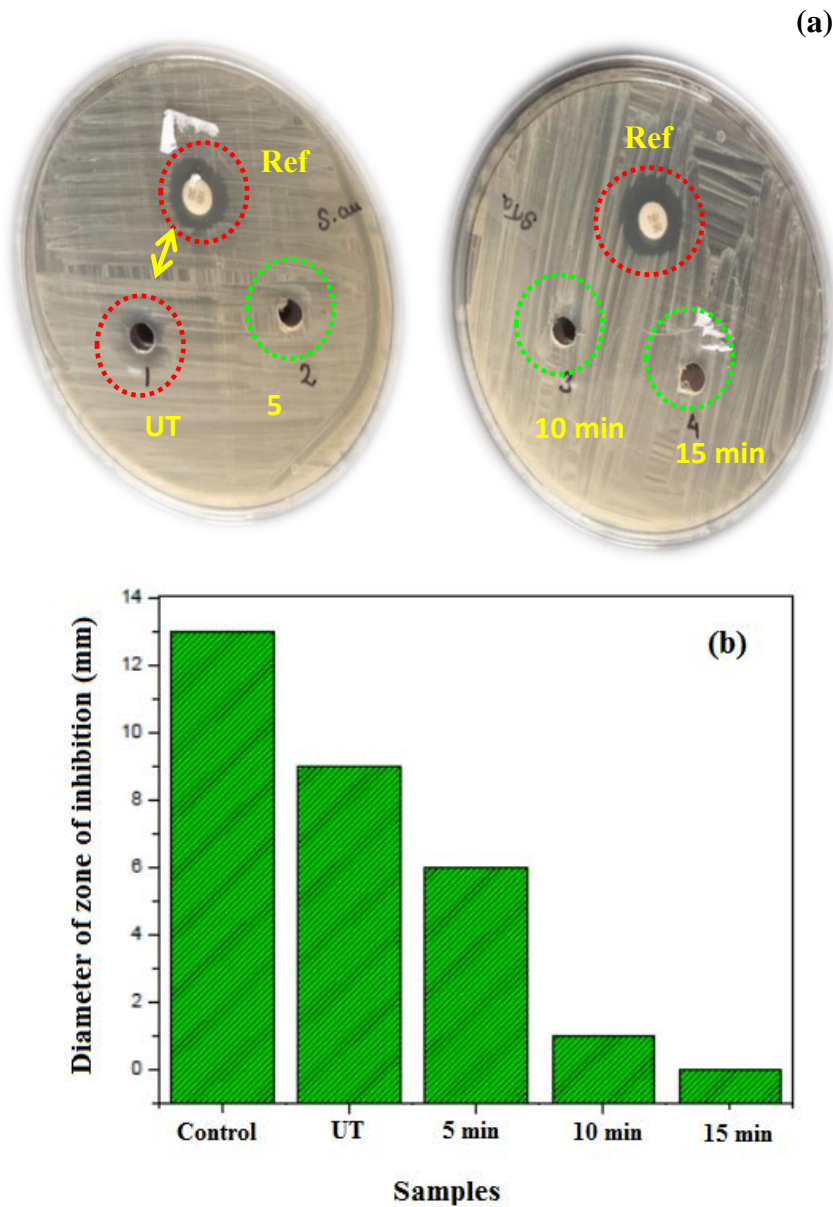 (a)
Ref
S.au
UT
1
2
5
Ref
STa
3
4
10 min
15 min
(b)
Diameter of zone of inhibition (mm)
14
12
10
8
6
4
2
0
Control UT 5 min 10 min 15 min
Samples